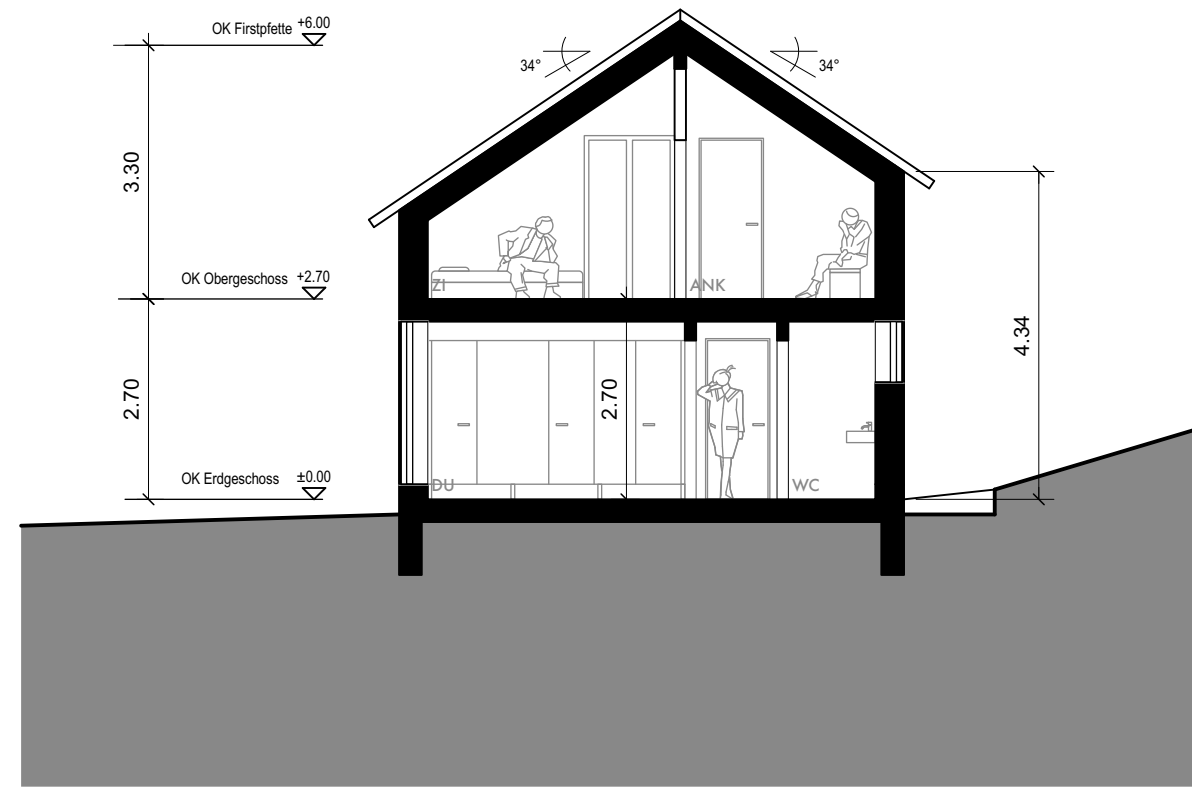 OK Firstpfette +6.00
34°
34°
3.30
OK Obergeschoss +2.70
ZI
ANK
4.34
2.70
2.70
OK Erdgeschoss ±0.00
DU
WC